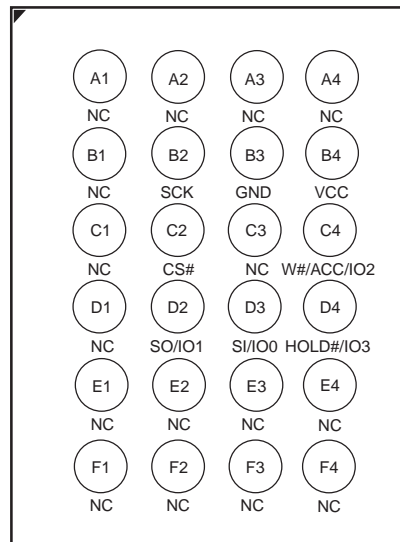 A1 A2 A3 A4
NC NC NC NC
B1 B2 B3 B4
NC SCK GND VCC
C1 C2 C3 C4
NC CS# NC W#/ACC/IO2
D1 D2 D3 D4
NC SO/IO1 SI/IO0 HOLD#/IO3
E1 E2 E3 E4
NC NC NC NC
F1 F2 F3 F4
NC NC NC NC